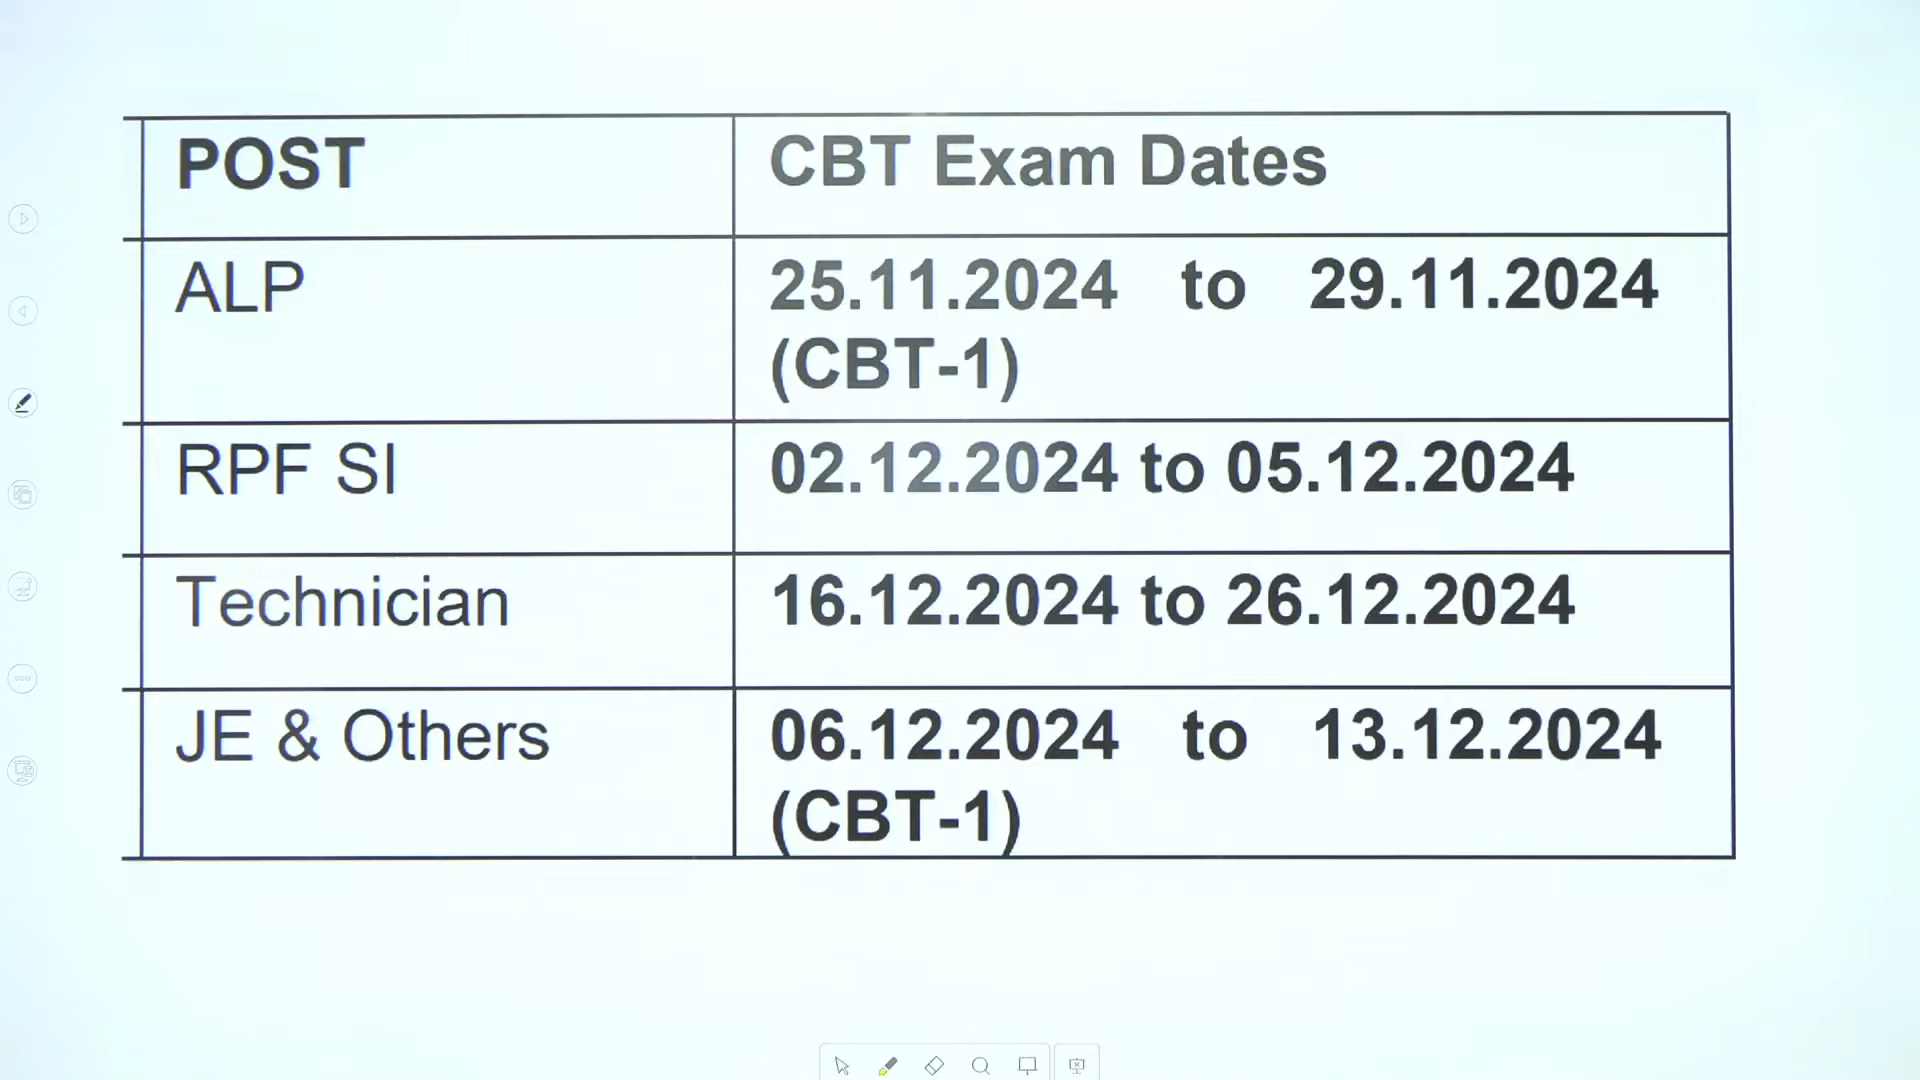 POST CBT Exam Dates
ALP 25.11.2024 to 29.11.2024
(CBT-1)
RPF SI 02.12.2024 to 05.12.2024
Technician 16.12.2024 to 26.12.2024
JE & Others 06.12.2024 to 13.12.2024
(CBT-1)